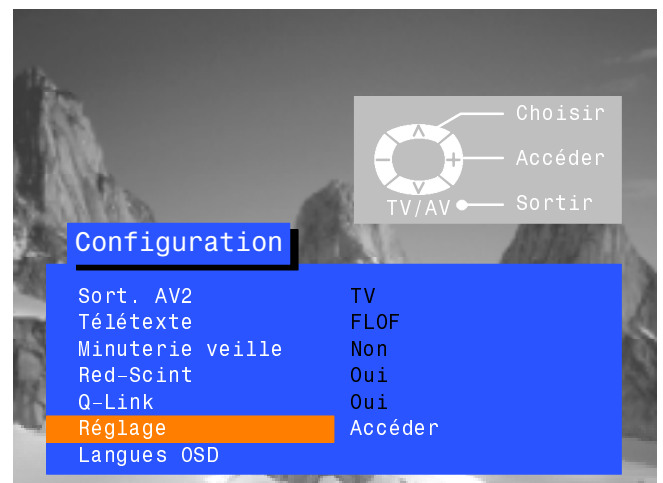 Choisir
Accéder
TV/AV Sortir
Configuration
Sort. AV2 TV
Télétexte FLOF
Minuterie veille Non
Red-Scint Oui
Q-Link Oui
Réglage Accéder
Langues OSD